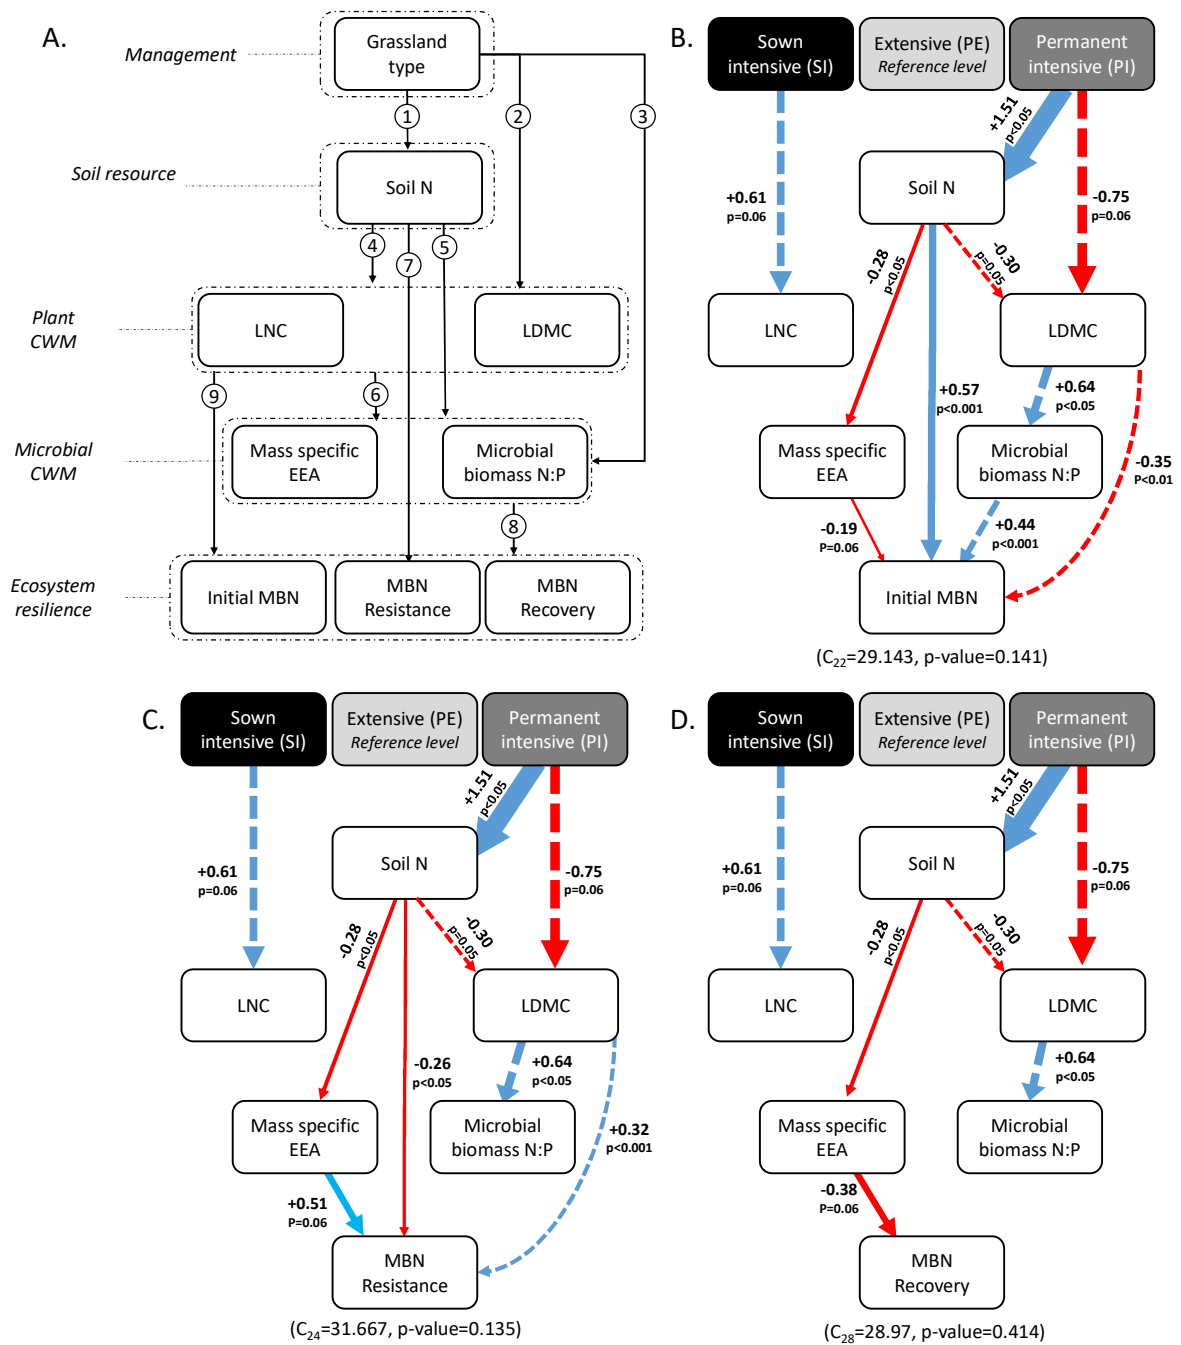 A.
Management
Grassland
type
1
2
3
Soil resource
Soil N
4
5
7
Plant
CWM
LNC
LDMC
9
6
Microbial
CWM
Mass specific
EEA
Microbial
biomass N:P
8
Ecosystem
resilience
Initial MBN
MBN
Resistance
MBN
Recovery
B.
Sown
intensive (SI)
Extensive (PE)
Reference level
Permanent
intensive (PI)
+1.51
p<0.05
Soil N
+0.61
p=0.06
-0.75
p=0.06
-0.28
p<0.05
-0.30
p=0.05
LNC
LDMC
+0.57
p<0.001
+0.64
p<0.05
Mass specific
EEA
Microbial
biomass N:P
-0.35
P<0.01
-0.19
P=0.06
+0.44
p<0.001
Initial MBN
(C22=29.143, p-value=0.141)
C.
Sown
intensive (SI)
Extensive (PE)
Reference level
Permanent
intensive (PI)
+1.51
p<0.05
Soil N
+0.61
p=0.06
-0.75
p=0.06
-0.28
p<0.05
-0.30
p=0.05
LNC
LDMC
-0.26
p<0.05
+0.64
p<0.05
Mass specific
EEA
Microbial
biomass N:P
+0.32
p<0.001
+0.51
P=0.06
MBN
Resistance
(C24=31.667, p-value=0.135)
D.
Sown
intensive (SI)
Extensive (PE)
Reference level
Permanent
intensive (PI)
+1.51
p<0.05
Soil N
+0.61
p=0.06
-0.75
p=0.06
-0.28
p<0.05
-0.30
p=0.05
LNC
LDMC
+0.64
p<0.05
Mass specific
EEA
Microbial
biomass N:P
-0.38
P=0.06
MBN
Recovery
(C28=28.97, p-value=0.414)